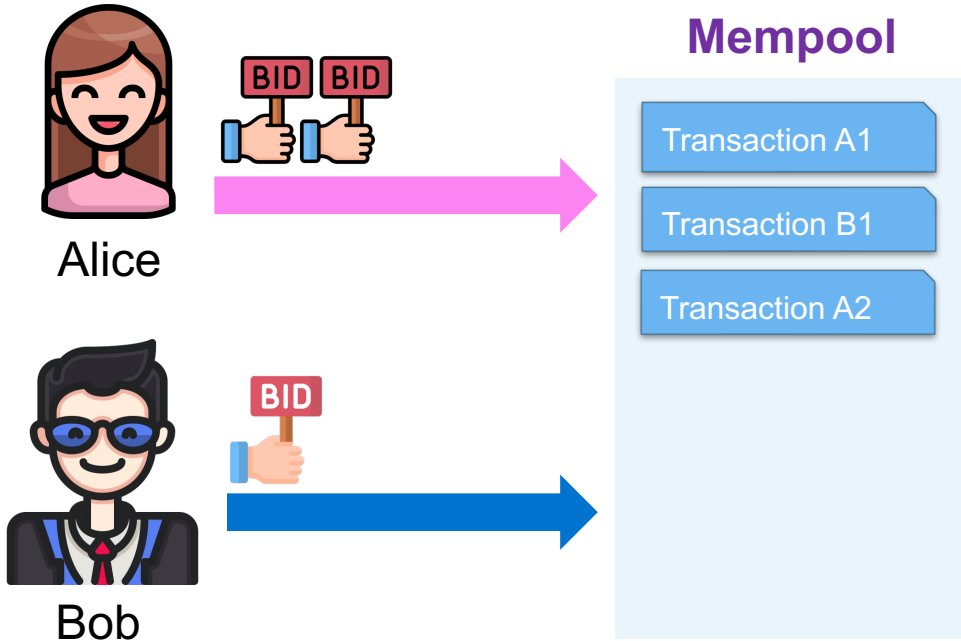 Mempool
BID BID
Transaction A1
Transaction B1
Alice
Transaction A2
BID
Bob